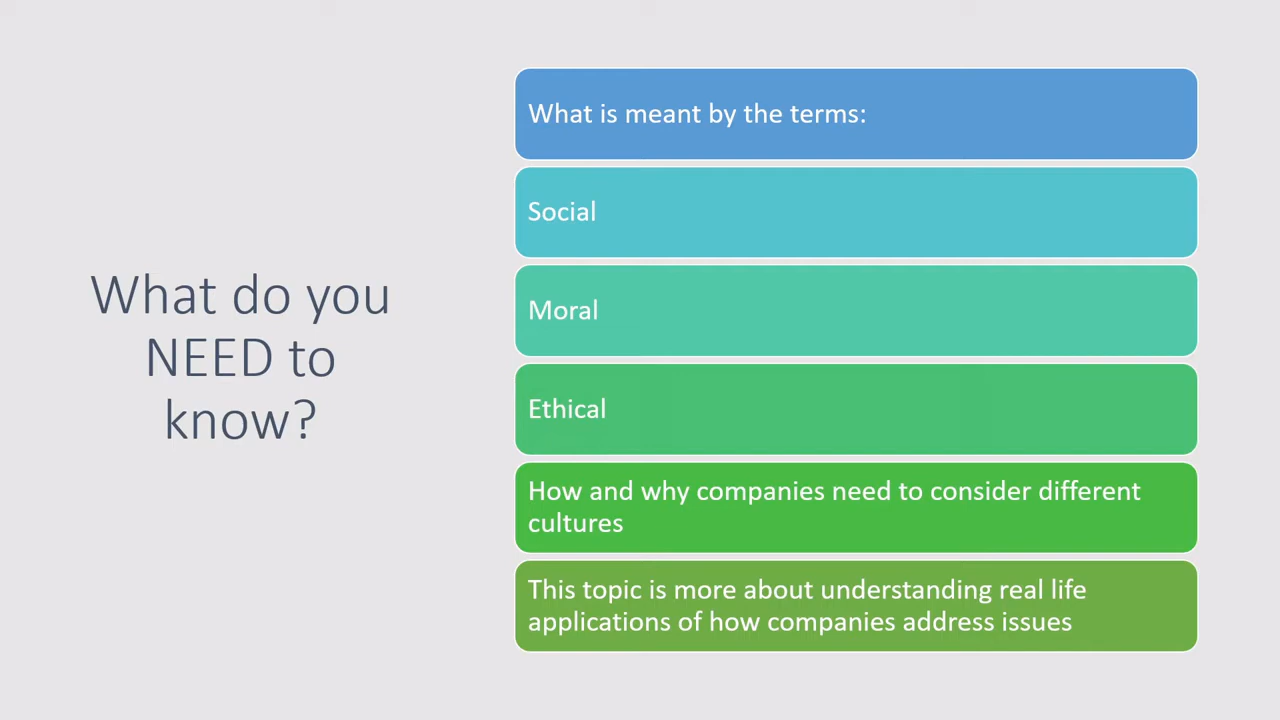 What do you
NEED to
know?
What is meant by the terms:
Social
Moral
Ethical
How and why companies need to consider different
cultures
This topic is more about understanding real life
applications of how companies address issues